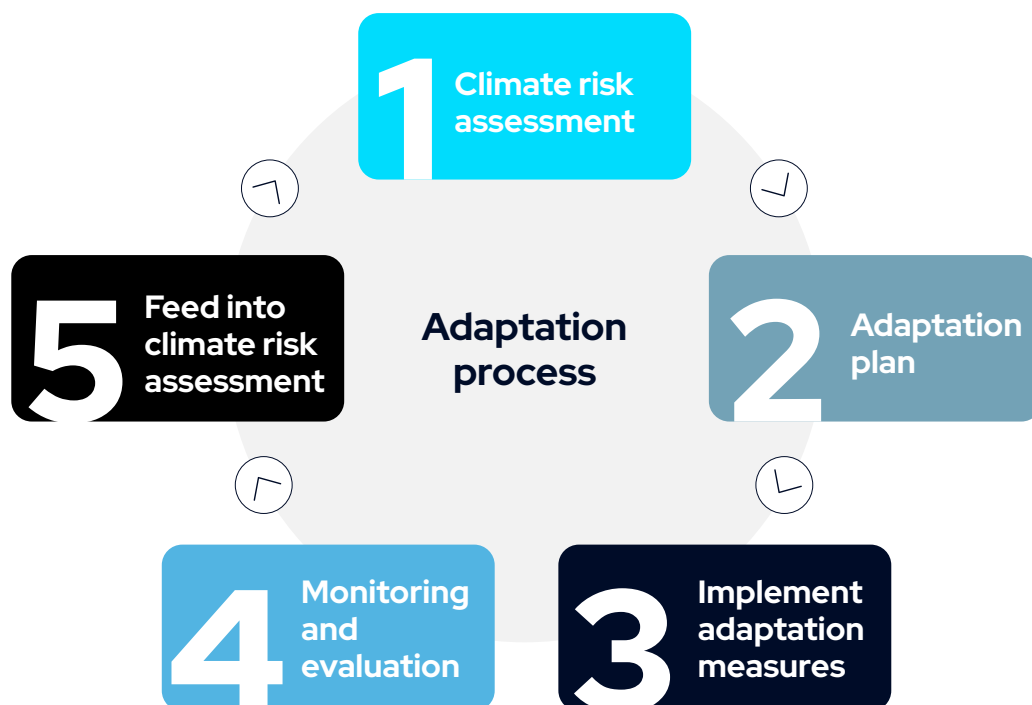 1
Climate risk
assessment
2
Adaptation
plan
3
Implement
adaptation
measures
4
Monitoring
and
evaluation
5
Feed into
climate risk
assessment
Adaptation
process